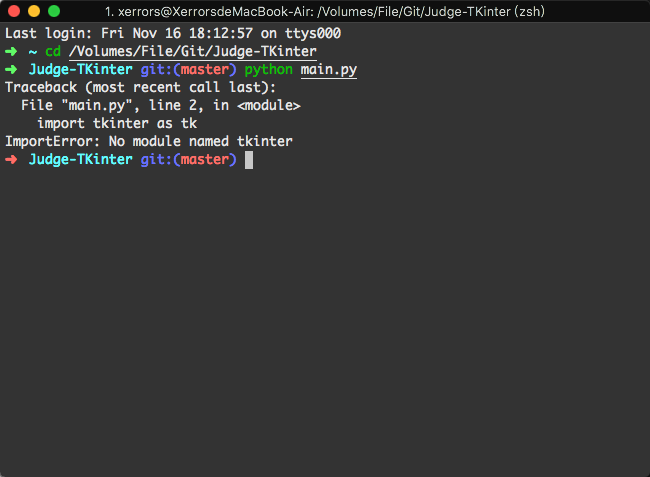 1. xerrors@XerrorsdeMacBook-Air: /Volumes/File/Git/Judge-TKinter (zsh)
Last login: Fri Nov 16 18:12:57 on ttys000
➜ ~ cd /Volumes/File/Git/Judge-TKinter
➜ Judge-TKinter git:(master) python main.py
Traceback (most recent call last):
  File "main.py", line 2, in <module>
    import tkinter as tk
ImportError: No module named tkinter
➜ Judge-TKinter git:(master)